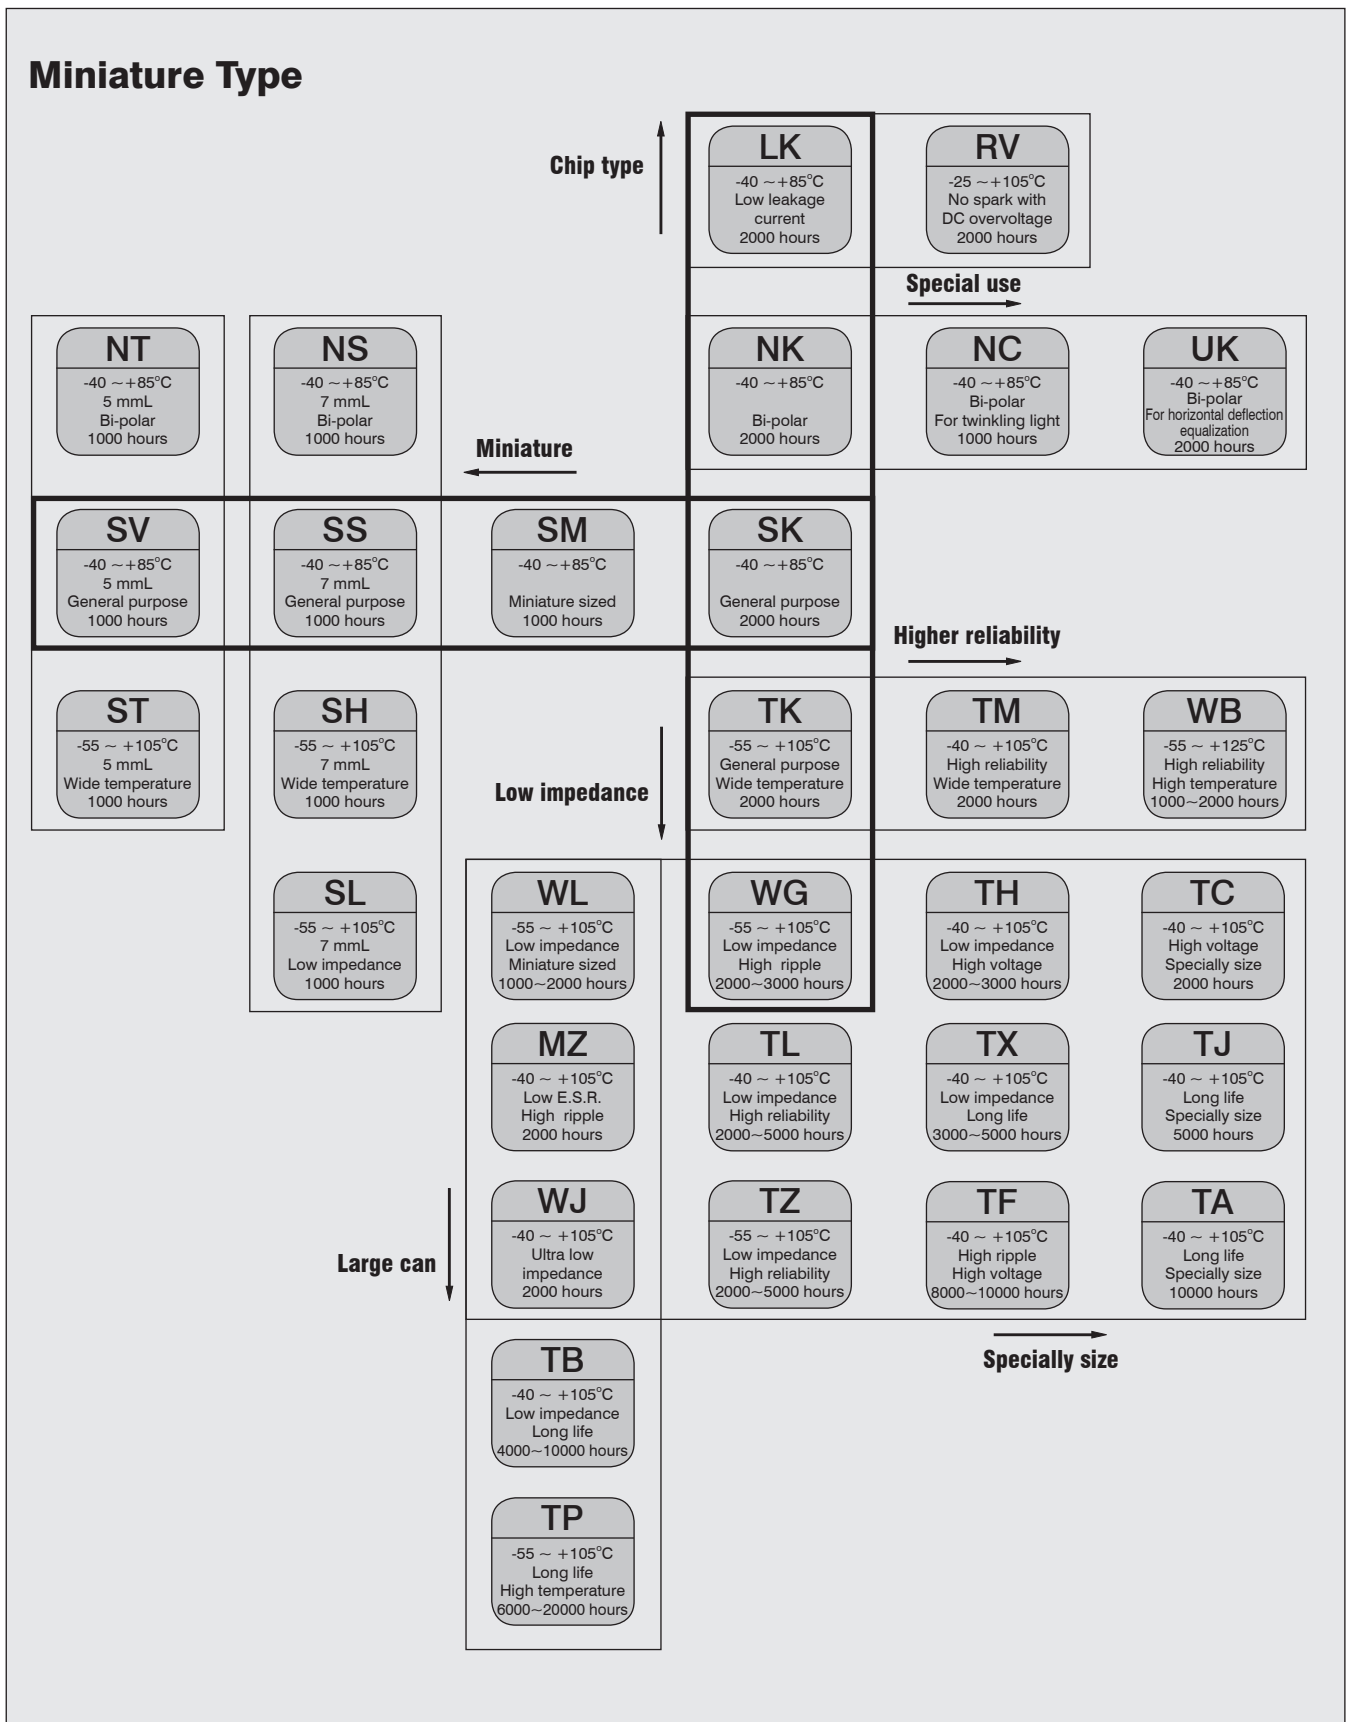 Miniature Type
Chip type
LK
-40 ~+85°C
Low leakage
current
2000 hours
RV
-25 ~+105°C
No spark with
DC overvoltage
2000 hours
Special use
NT
-40 ~+85°C
5 mmL
Bi-polar
1000 hours
NS
-40 ~+85°C
7 mmL
Bi-polar
1000 hours
NK
-40 ~+85°C
Bi-polar
2000 hours
NC
-40 ~+85°C
Bi-polar
For twinkling light
1000 hours
UK
-40 ~+85°C
Bi-polar
For horizontal deflection
equalization
2000 hours
Miniature
SV
-40 ~+85°C
5 mmL
General purpose
1000 hours
SS
-40 ~+85°C
7 mmL
General purpose
1000 hours
SM
-40 ~+85°C
Miniature sized
1000 hours
SK
-40 ~+85°C
General purpose
2000 hours
Higher reliability
ST
-55 ~ +105°C
5 mmL
Wide temperature
1000 hours
SH
-55 ~ +105°C
7 mmL
Wide temperature
1000 hours
Low impedance
TK
-55 ~ +105°C
General purpose
Wide temperature
2000 hours
TM
-40 ~ +105°C
High reliability
Wide temperature
2000 hours
WB
-55 ~ +125°C
High reliability
High temperature
1000~2000 hours
SL
-55 ~ +105°C
7 mmL
Low impedance
1000 hours
WL
-55 ~ +105°C
Low impedance
Miniature sized
1000~2000 hours
WG
-55 ~ +105°C
Low impedance
High ripple
2000~3000 hours
TH
-40 ~ +105°C
Low impedance
High voltage
2000~3000 hours
TC
-40 ~ +105°C
High voltage
Specially size
2000 hours
MZ
-40 ~ +105°C
Low E.S.R.
High ripple
2000 hours
TL
-40 ~ +105°C
Low impedance
High reliability
2000~5000 hours
TX
-40 ~ +105°C
Low impedance
Long life
3000~5000 hours
TJ
-40 ~ +105°C
Long life
Specially size
5000 hours
Large can
WJ
-40 ~ +105°C
Ultra low
impedance
2000 hours
TZ
-55 ~ +105°C
Low impedance
High reliability
2000~5000 hours
TF
-40 ~ +105°C
High ripple
High voltage
8000~10000 hours
TA
-40 ~ +105°C
Long life
Specially size
10000 hours
Specially size
TB
-40 ~ +105°C
Low impedance
Long life
4000~10000 hours
TP
-55 ~ +105°C
Long life
High temperature
6000~20000 hours